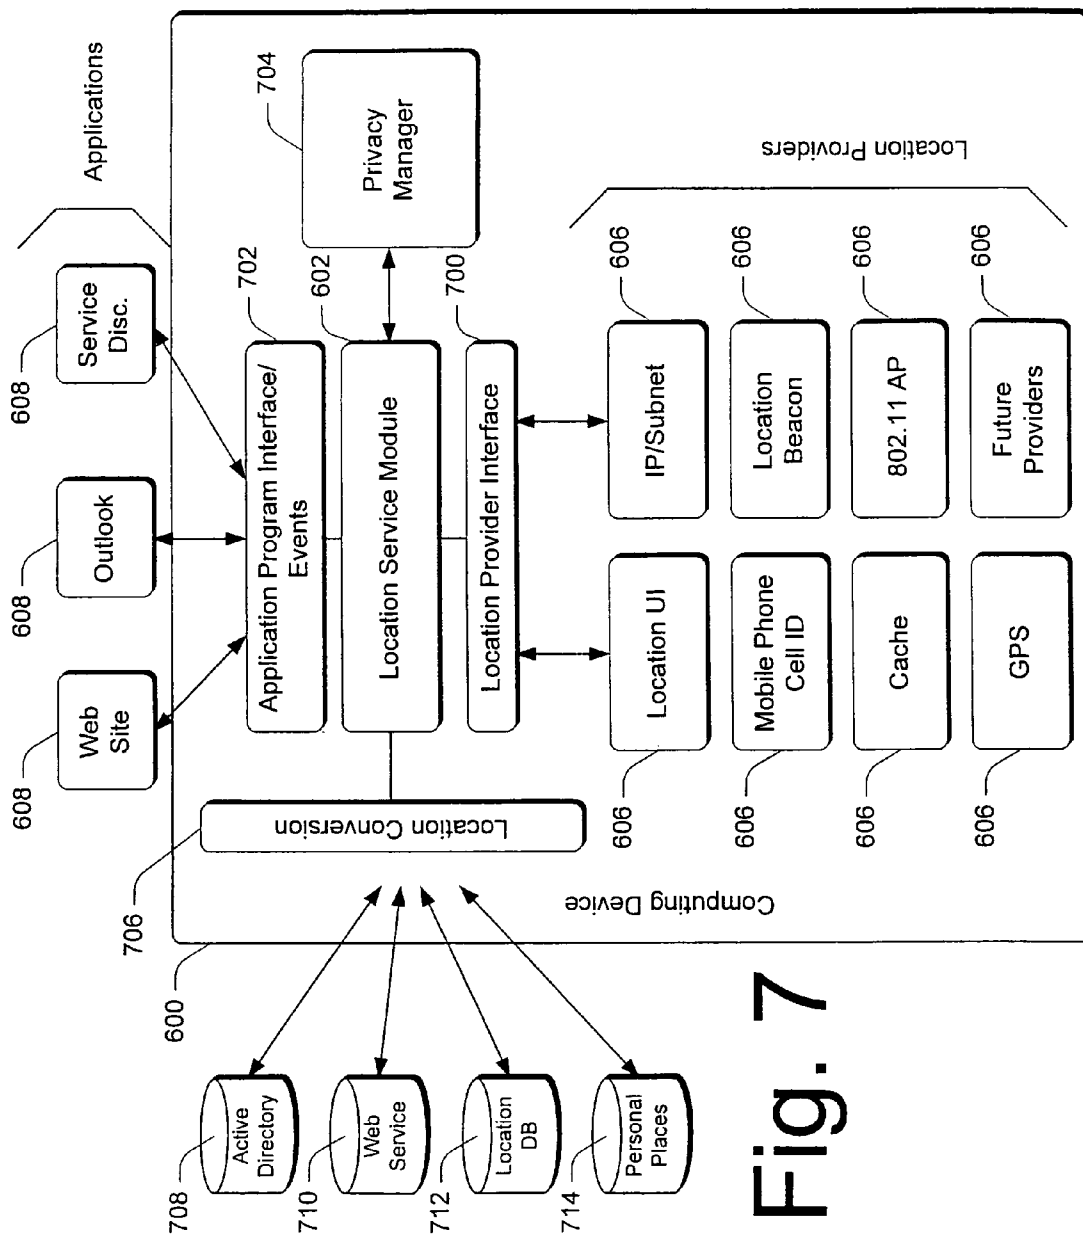 Applications
608
608
608
Web
Site
Outlook
Service
Disc.
702
Application Program Interface/
Events
602
Location Service Module
700
Location Provider Interface
704
Privacy
Manager
706
Location Conversion
600
Computing Device
708
Active
Directory
710
Web
Service
712
Location
DB
714
Personal
Places
606
Location UI
606
IP/Subnet
606
Mobile Phone
Cell ID
606
Location
Beacon
606
Cache
606
802.11 AP
606
GPS
606
Future
Providers
Location Providers
Fig. 7